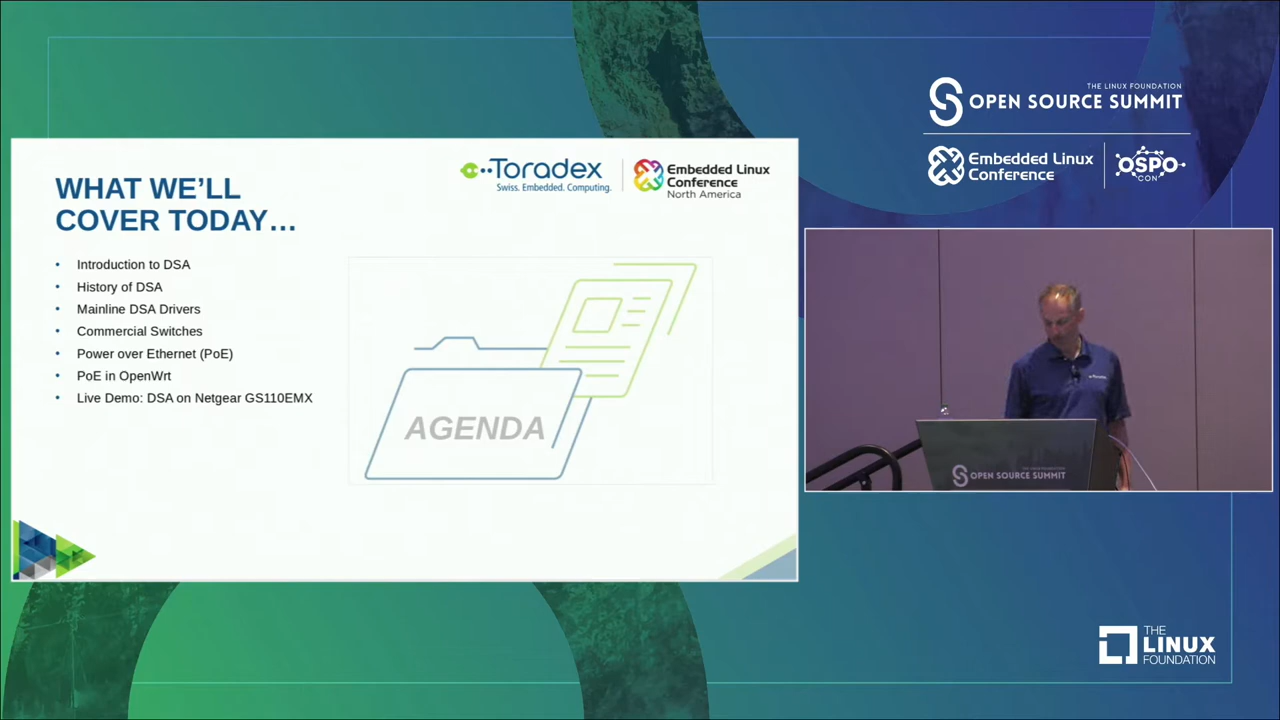 THE LINUX FOUNDATION
OPEN SOURCE SUMMIT
Embedded Linux
Conference
OSPO
CON
Toradex
Swiss. Embedded. Computing.
Embedded Linux
Conference
North America
WHAT WE'LL
COVER TODAY…
• Introduction to DSA
• History of DSA
• Mainline DSA Drivers
• Commercial Switches
• Power over Ethernet (PoE)
• PoE in OpenWrt
• Live Demo: DSA on Netgear GS110EMX
AGENDA
OPEN SOURCE SUMMIT
THE
LINUX
FOUNDATION